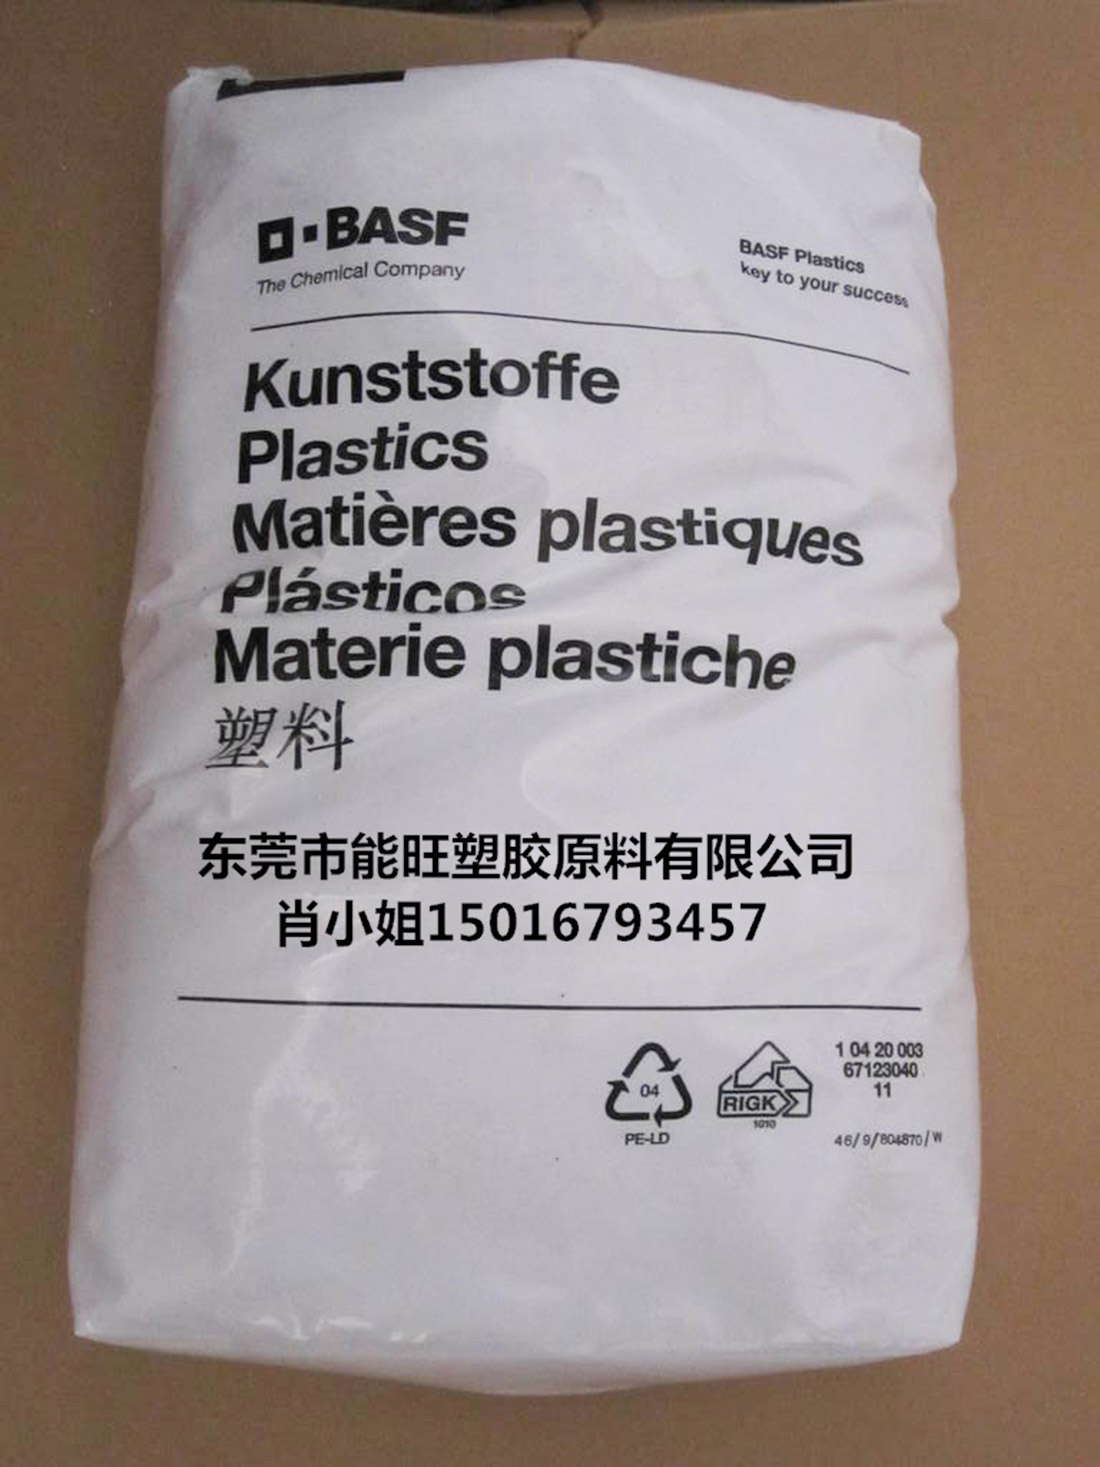 BASF
The Chemical Company
BASF Plastics
key to your success
Kunststoffe
Plastics
Matières plastiques
Plásticos
Materie plastiche
塑料
东莞市能旺塑胶原料有限公司
肖小姐15016793457
04
PE-LD
RIGK
1010
1 04 20 003
67123040
11
46/9/804870/W